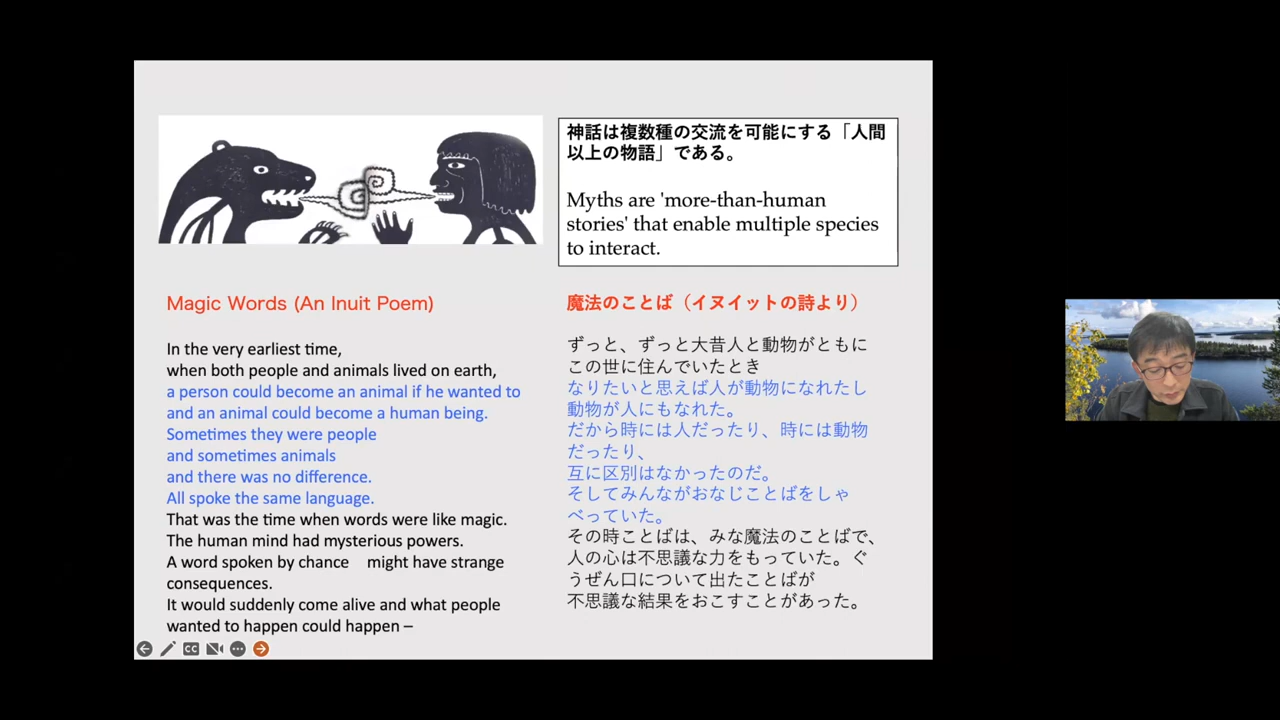 神話は複数種の交流を可能にする「人間
以上の物語」である。
Myths are 'more-than-human
stories' that enable multiple species
to interact.
Magic Words (An Inuit Poem)
In the very earliest time,
when both people and animals lived on earth,
a person could become an animal if he wanted to
and an animal could become a human being.
Sometimes they were people
and sometimes animals
and there was no difference.
All spoke the same language.
That was the time when words were like magic.
The human mind had mysterious powers.
A word spoken by chance　might have strange
consequences.
It would suddenly come alive and what people
wanted to happen could happen –
魔法のことば（イヌイットの詩より）
ずっと、ずっと大昔人と動物がともに
この世に住んでいたとき
なりたいと思えば人が動物になれたし
動物が人にもなれた。
だから時には人だったり、時には動物
だったり、
互に区別はなかったのだ。
そしてみんながおなじことばをしゃ
べっていた。
その時ことばは、みな魔法のことばで、
人の心は不思議な力をもっていた。ぐ
うぜん口について出たことばが
不思議な結果をおこすことがあった。
CC